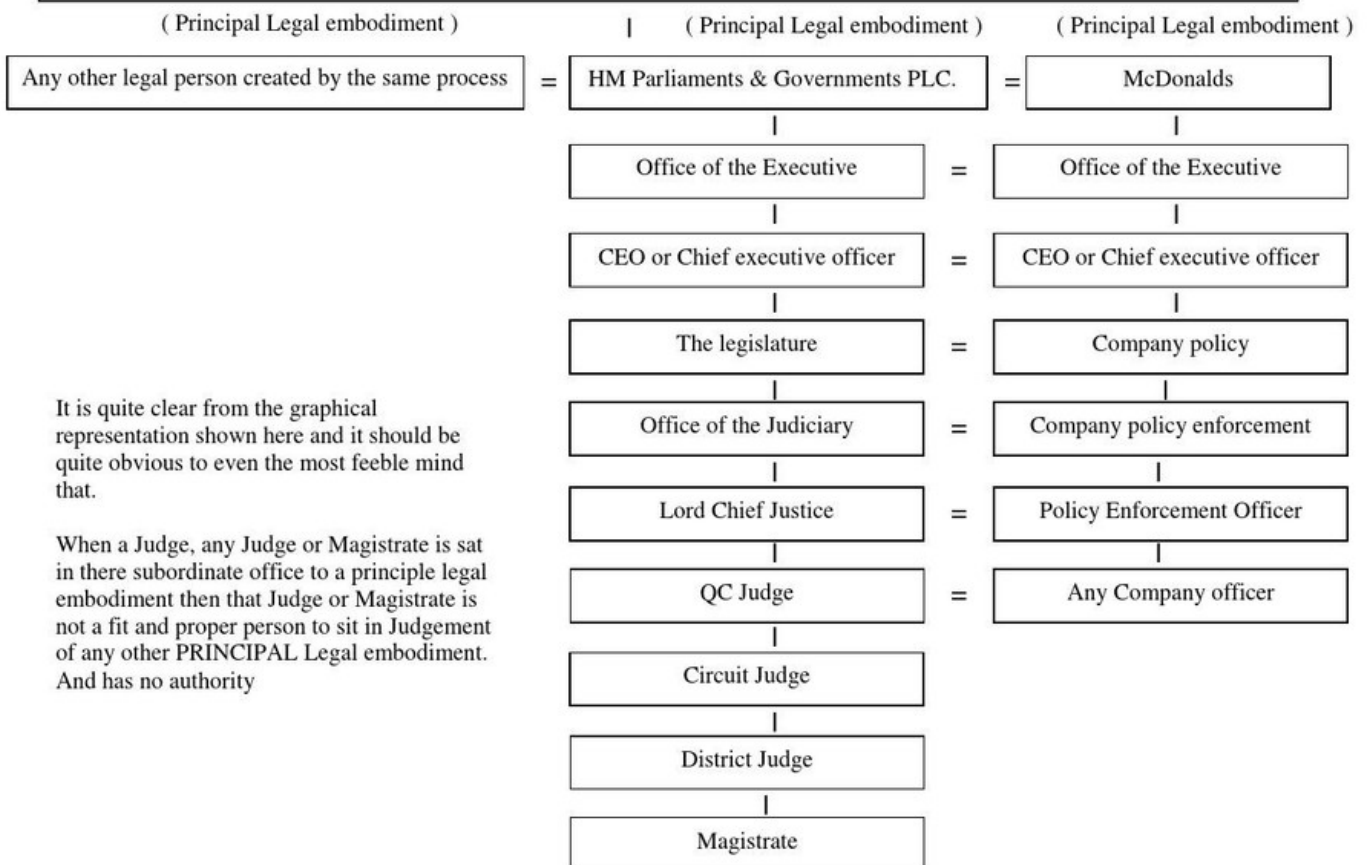 ( Principal Legal embodiment ) | ( Principal Legal embodiment ) ( Principal Legal embodiment )
Any other legal person created by the same process = HM Parliaments & Governments PLC. = McDonalds
| |
Office of the Executive = Office of the Executive
| |
CEO or Chief executive officer = CEO or Chief executive officer
| |
The legislature = Company policy
| |
Office of the Judiciary = Company policy enforcement
| |
Lord Chief Justice = Policy Enforcement Officer
| |
QC Judge = Any Company officer
|
Circuit Judge
|
District Judge
|
Magistrate
It is quite clear from the graphical
representation shown here and it should be
quite obvious to even the most feeble mind
that.
When a Judge, any Judge or Magistrate is sat
in there subordinate office to a principle legal
embodiment then that Judge or Magistrate is
not a fit and proper person to sit in Judgement
of any other PRINCIPAL Legal embodiment.
And has no authority